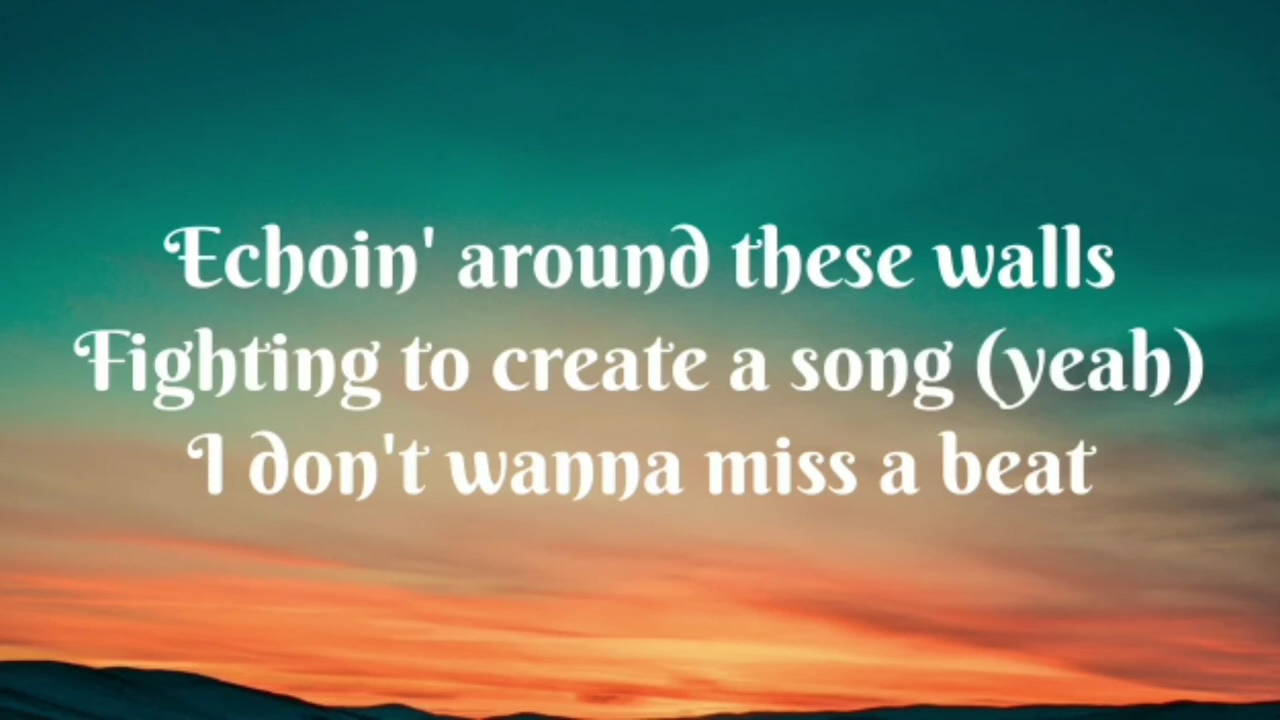 Echoin' around these walls
Fighting to create a song (yeah)
I don't wanna miss a beat